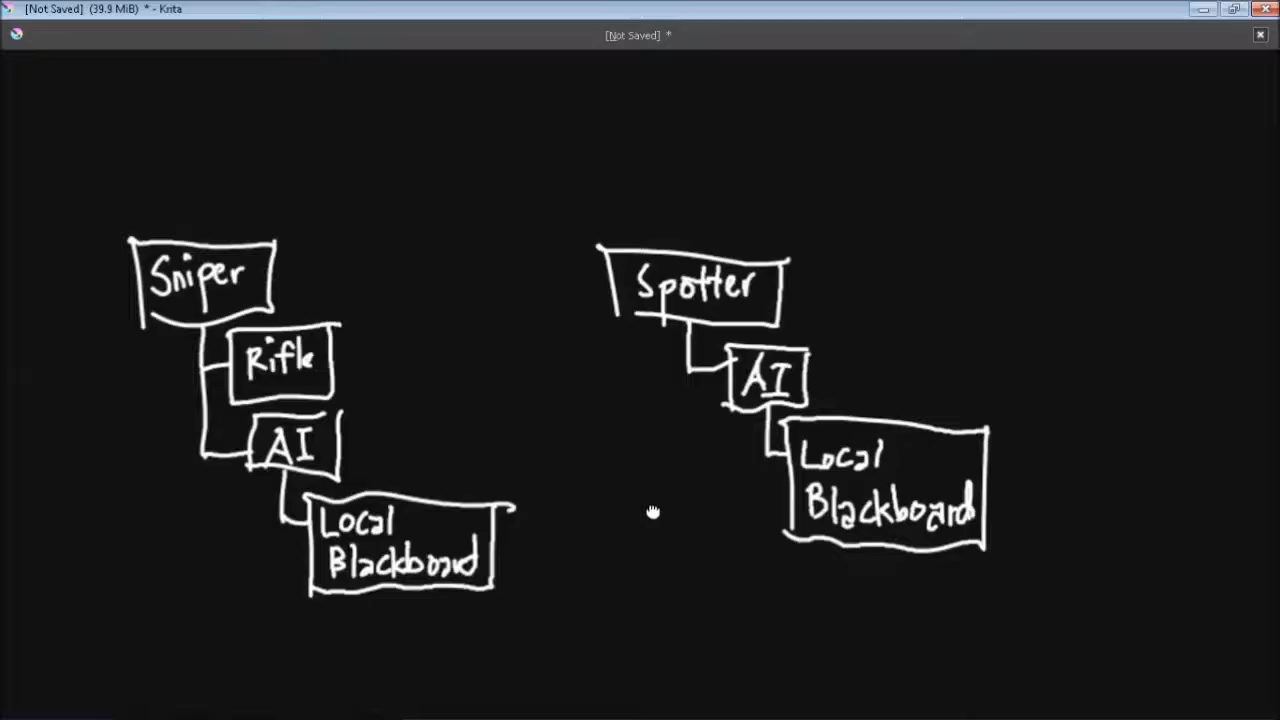 [Not Saved] (39.9 MiB) * - Krita
[Not Saved] *
Sniper
Rifle
AI
Local
Blackboard
Spotter
AI
Local
Blackboard